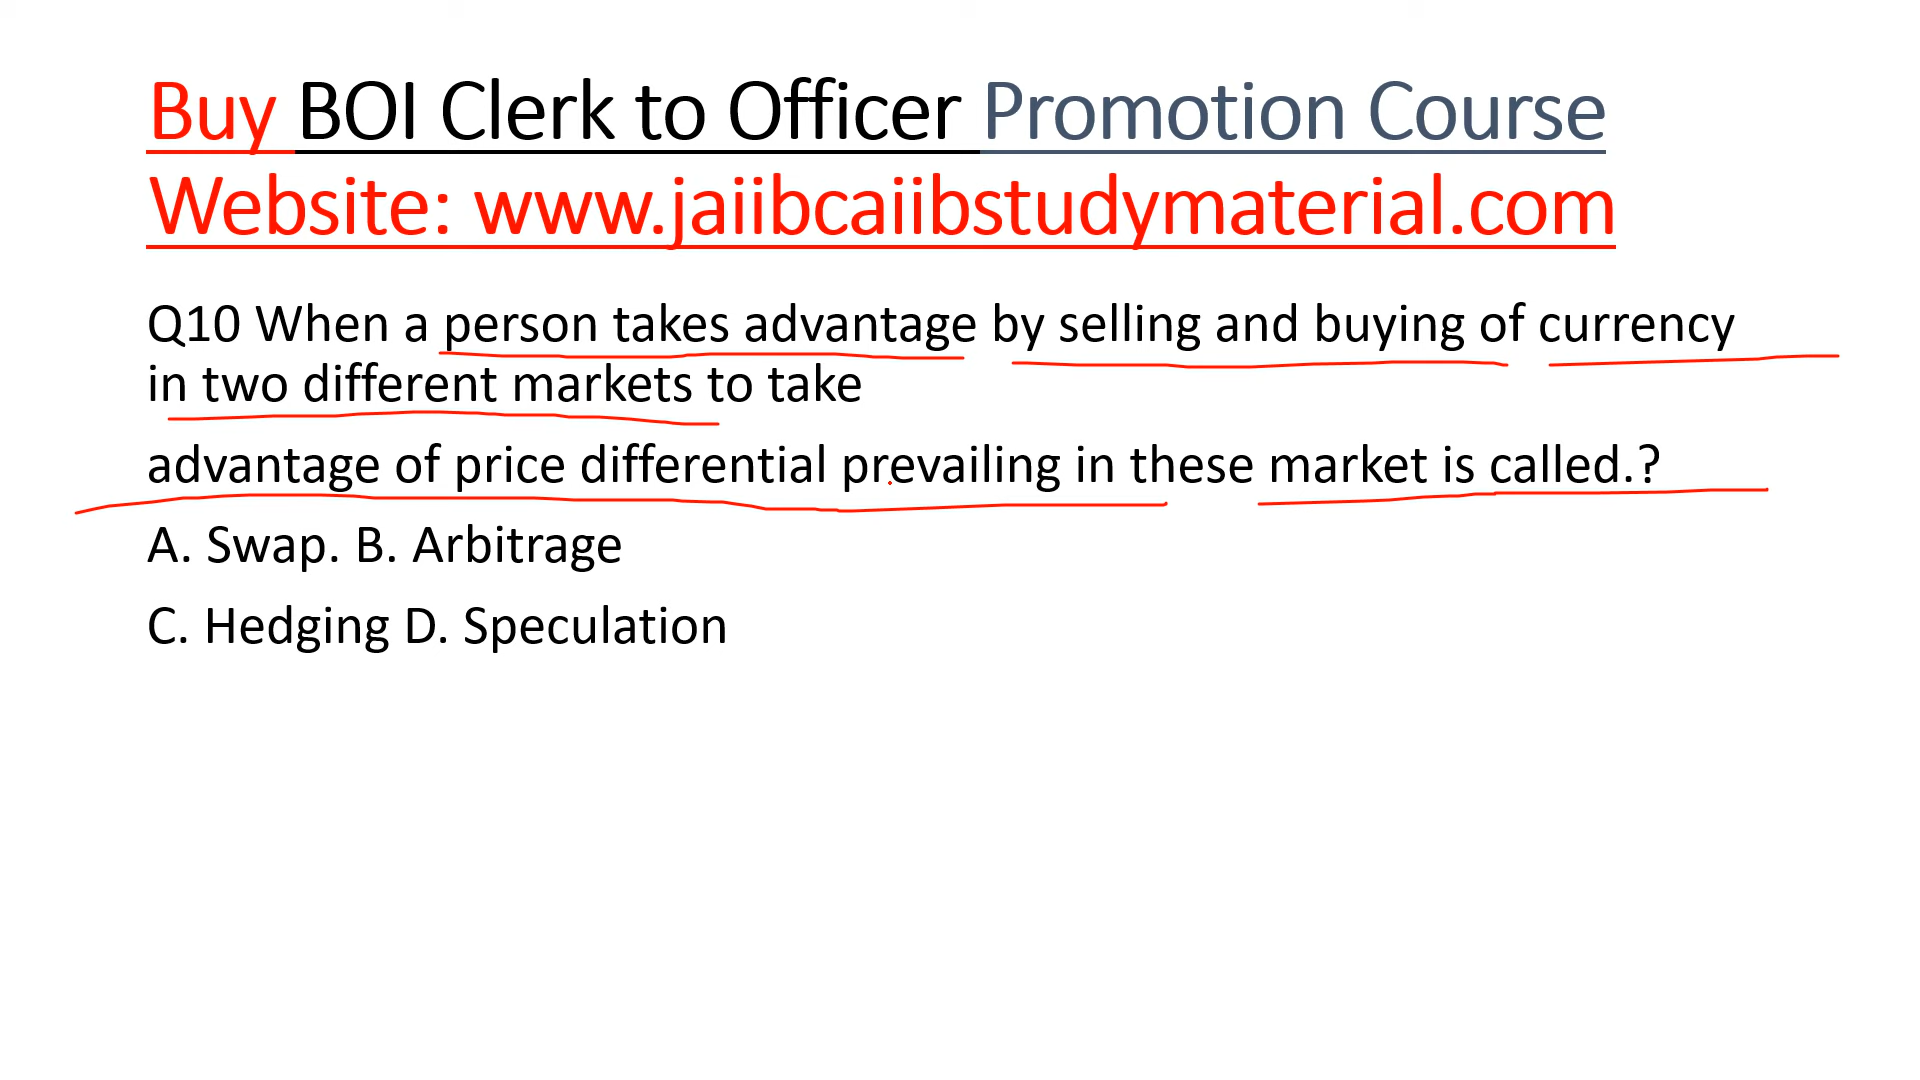 Buy BOI Clerk to Officer Promotion Course
Website: www.jaiibcaiibstudymaterial.com
Q10 When a person takes advantage by selling and buying of currency
in two different markets to take
advantage of price differential prevailing in these market is called.?
A. Swap. B. Arbitrage
C. Hedging D. Speculation